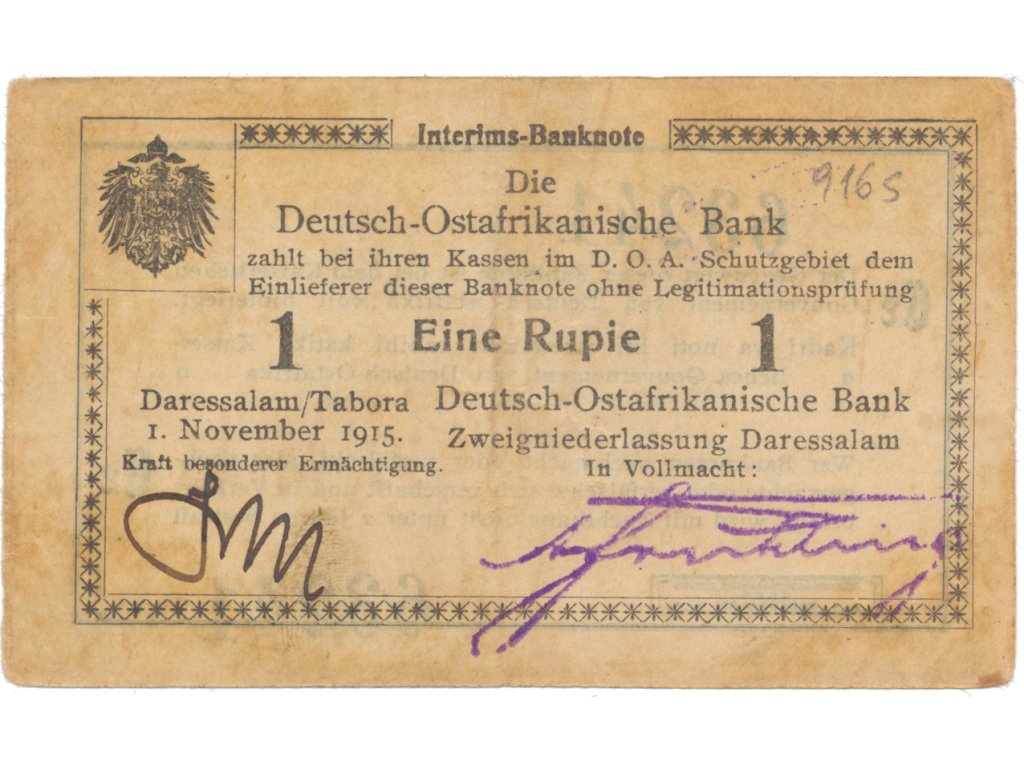 Interims-Banknote
9165
Die
Deutsch-Ostafrikanische Bank
zahlt bei ihren Kassen im D. O. A. Schutzgebiet dem
Einlieferer dieser Banknote ohne Legitimationsprüfung
1 Eine Rupie 1
Daressalam/Tabora
1. November 1915.
Kraft besonderer Ermächtigung.
Deutsch-Ostafrikanische Bank
Zweigniederlassung Daressalam
In Vollmacht: